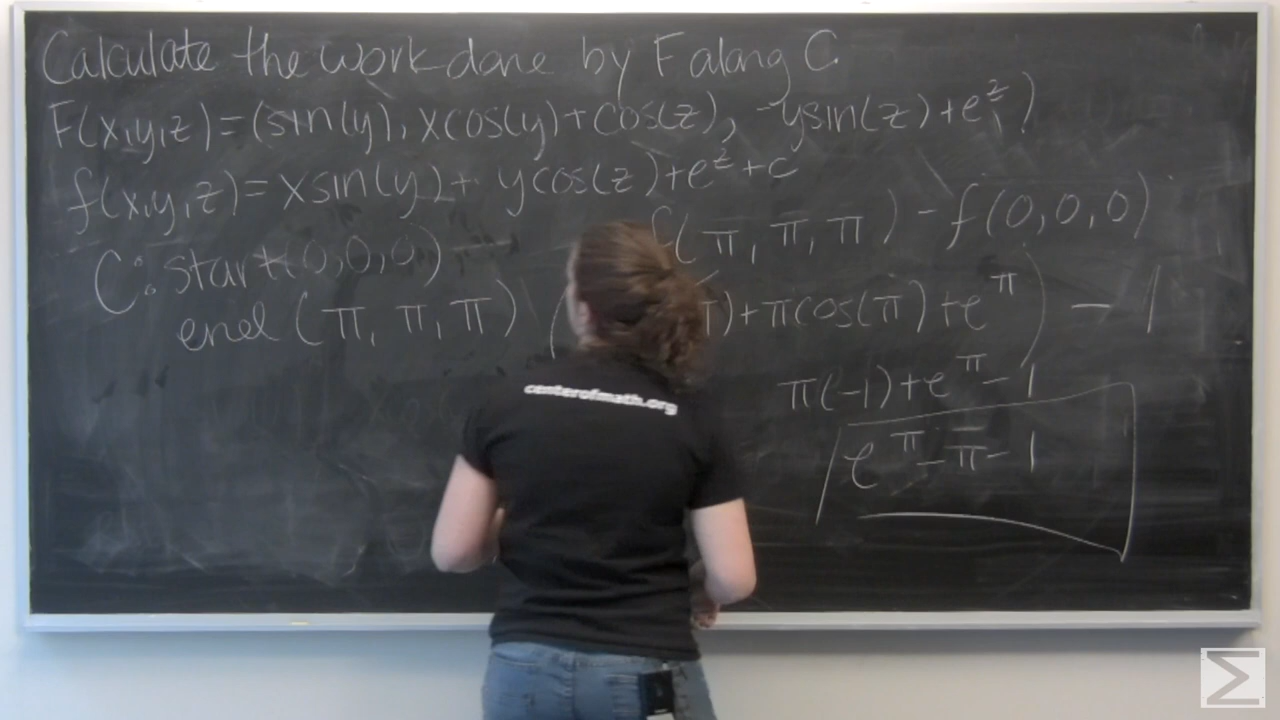 Calculate the work done by F along C
F(x,y,z)=(sin(y), xcos(y)+cos(z), -ysin(z)+e^z)
f(x,y,z)=xsin(y)+ ycos(z)+e^z+c
C: start(0,0,0)
end (π, π, π)
f(π, π, π) - f(0,0,0)
( )+πcos(π)+e^π) - 1
π(-1)+e^π-1
e^π-π-1
centerofmath.org
Σ